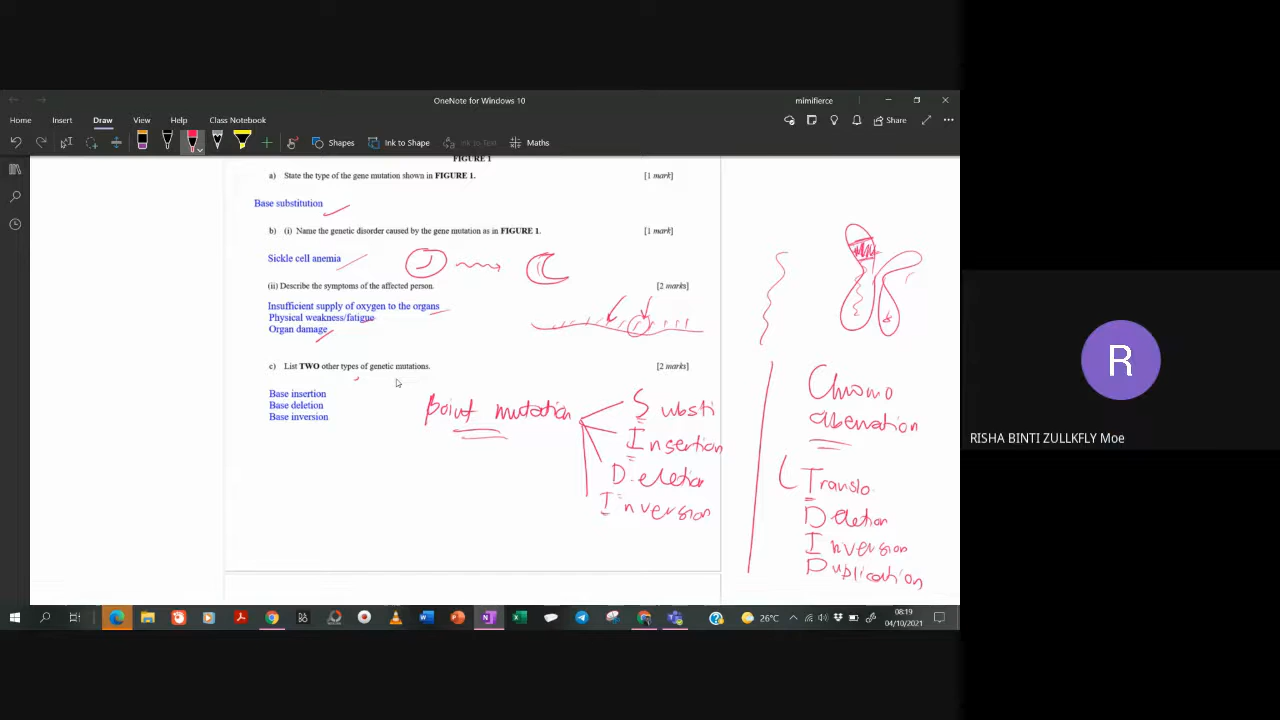 OneNote for Windows 10
mimifierce
Home
Insert
Draw
View
Help
Class Notebook
Share
Shapes
Ink to Shape
Ink to Text
Maths
FIGURE 1
a) State the type of the gene mutation shown in FIGURE 1. [1 mark]
Base substitution
b) (i) Name the genetic disorder caused by the gene mutation as in FIGURE 1. [1 mark]
Sickle cell anemia
(ii) Describe the symptoms of the affected person. [2 marks]
Insufficient supply of oxygen to the organs
Physical weakness/fatigue
Organ damage
c) List TWO other types of genetic mutations. [2 marks]
Base insertion
Base deletion
Base inversion
point mutation
Substi
Insertion
Deletion
Inversion
Chromo
aberration
Translo
Deletion
Inversion
Duplication
R
RISHA BINTI ZULLKFLY Moe
26°C
08:19
04/10/2021